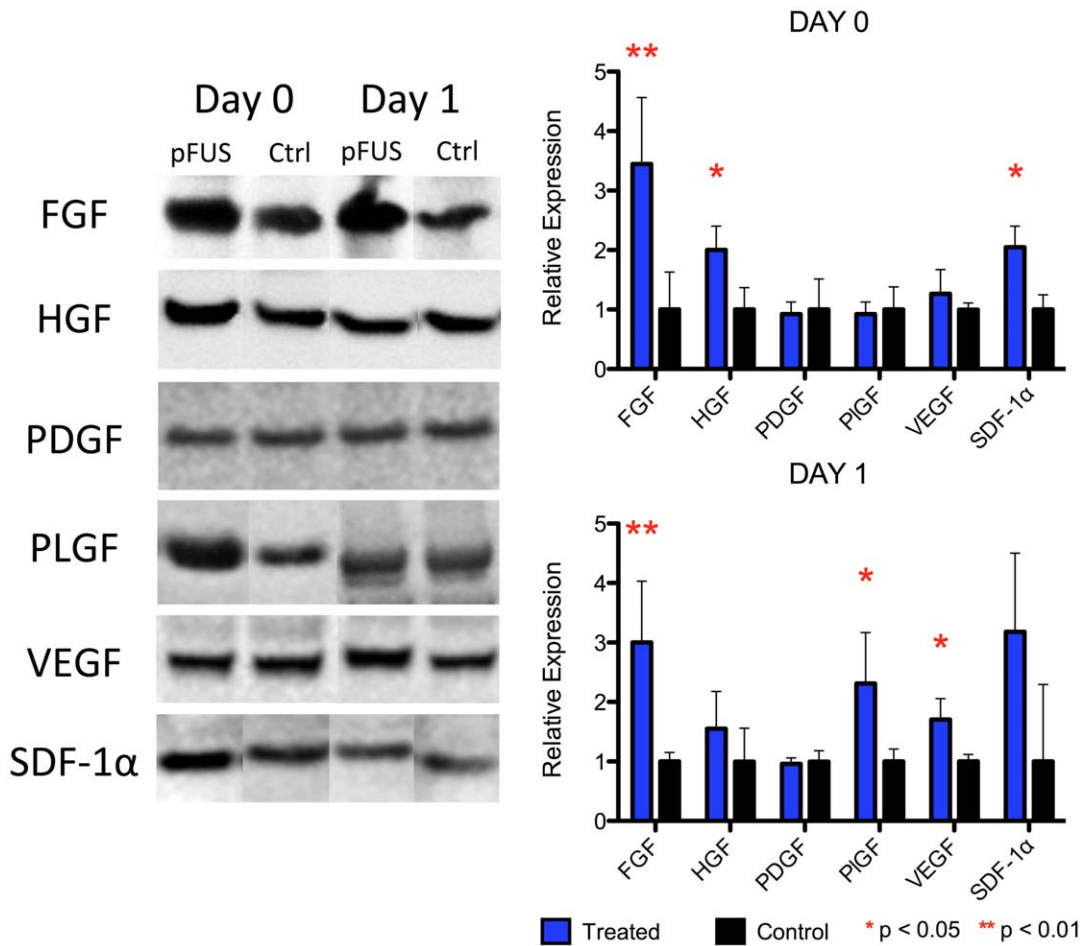 Day 0 Day 1
pFUS Ctrl pFUS Ctrl
FGF
HGF
PDGF
PLGF
VEGF
SDF-1α
DAY 0
Relative Expression
5
4
3
2
1
0
**
*
*
FGF HGF PDGF PlGF VEGF SDF-1α
DAY 1
Relative Expression
5
4
3
2
1
0
**
*
*
FGF HGF PDGF PlGF VEGF SDF-1α
Treated Control * p < 0.05 ** p < 0.01